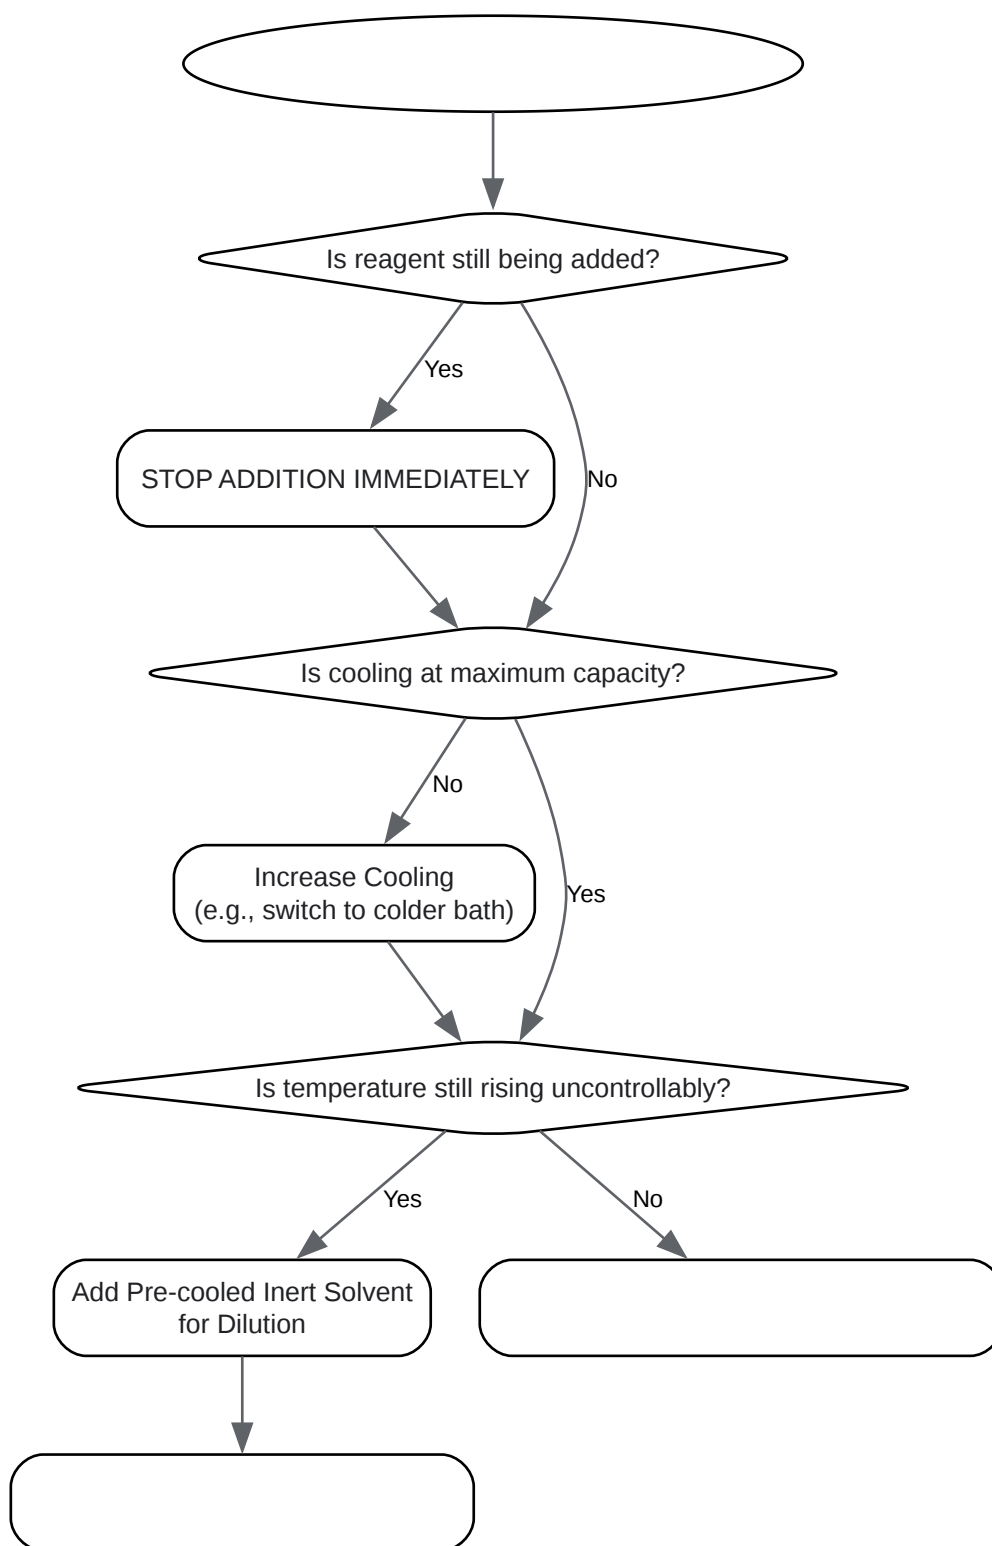 Is reagent still being added?
Yes
STOP ADDITION IMMEDIATELY
No
Is cooling at maximum capacity?
No
Increase Cooling
(e.g., switch to colder bath)
Yes
Is temperature still rising uncontrollably?
Yes
No
Add Pre-cooled Inert Solvent
for Dilution